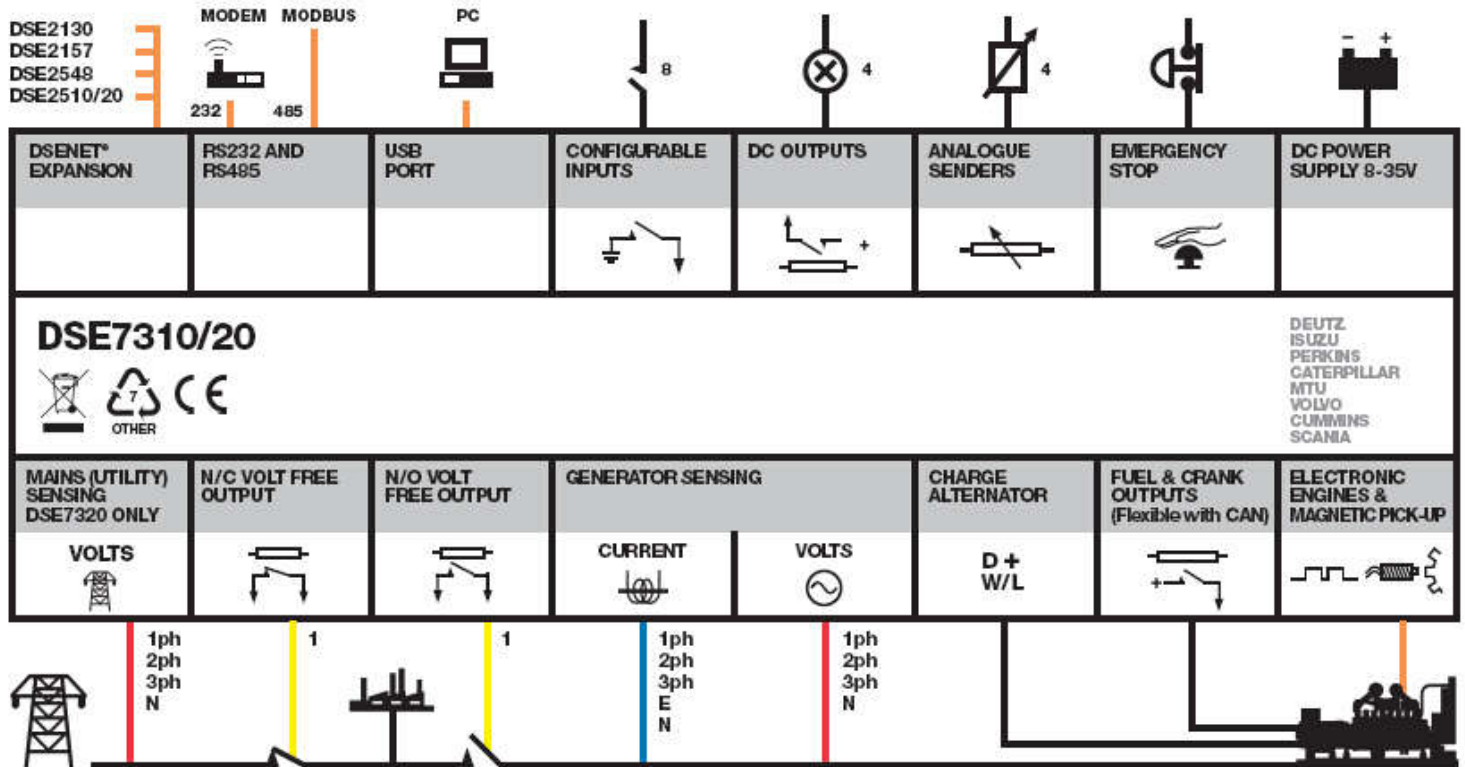 DSE2130
DSE2157
DSE2548
DSE2510/20
MODEM
MODBUS
232
485
PC
8
4
4
- +
DSENET®
EXPANSION
RS232 AND
RS485
USB
PORT
CONFIGURABLE
INPUTS
DC OUTPUTS
ANALOGUE
SENDERS
EMERGENCY
STOP
DC POWER
SUPPLY 8-35V
+
DSE7310/20
7
OTHER
CE
DEUTZ
ISUZU
PERKINS
CATERPILLAR
MTU
VOLVO
CUMMINS
SCANIA
MAINS (UTILITY)
SENSING
DSE7320 ONLY
VOLTS
N/C VOLT FREE
OUTPUT
N/O VOLT
FREE OUTPUT
GENERATOR SENSING
CURRENT
VOLTS
CHARGE
ALTERNATOR
D+
W/L
FUEL & CRANK
OUTPUTS
(Flexible with CAN)
+
ELECTRONIC
ENGINES &
MAGNETIC PICK-UP
1ph
2ph
3ph
N
1
1
1ph
2ph
3ph
E
N
1ph
2ph
3ph
N